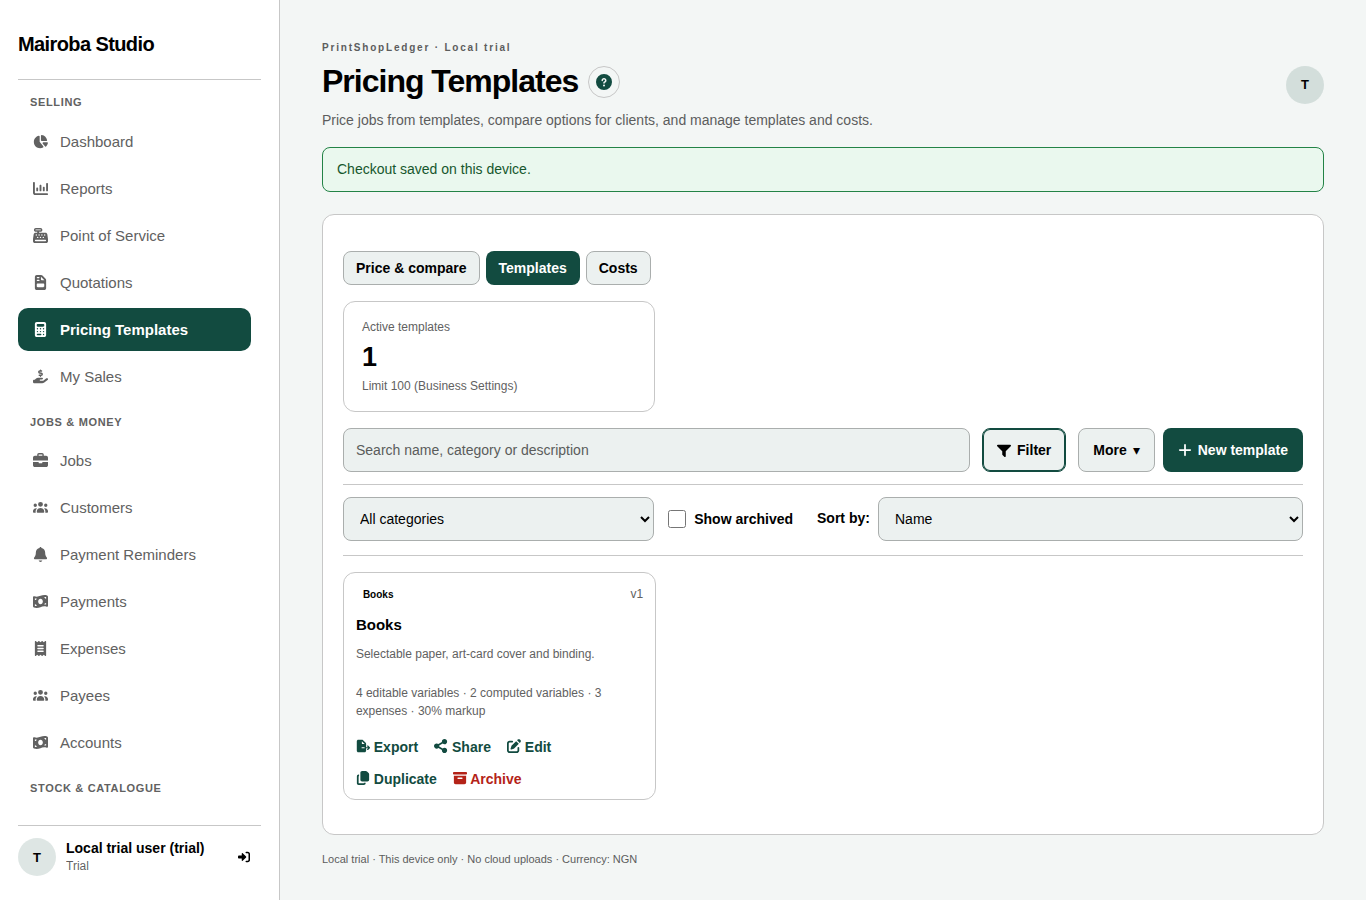 Mairoba Studio
SELLING
Dashboard
Reports
Point of Service
Quotations
Pricing Templates
My Sales
JOBS & MONEY
Jobs
Customers
Payment Reminders
Payments
Expenses
Payees
Accounts
STOCK & CATALOGUE
T
Local trial user (trial)
Trial
PrintShopLedger · Local trial
Pricing Templates
?
T
Price jobs from templates, compare options for clients, and manage templates and costs.
Checkout saved on this device.
Price & compare
Templates
Costs
Active templates
1
Limit 100 (Business Settings)
Search name, category or description
Filter
More ▾
New template
All categories
Show archived
Sort by:
Name
Books
v1
Books
Selectable paper, art-card cover and binding.
4 editable variables · 2 computed variables · 3
expenses · 30% markup
Export
Share
Edit
Duplicate
Archive
Local trial · This device only · No cloud uploads · Currency: NGN